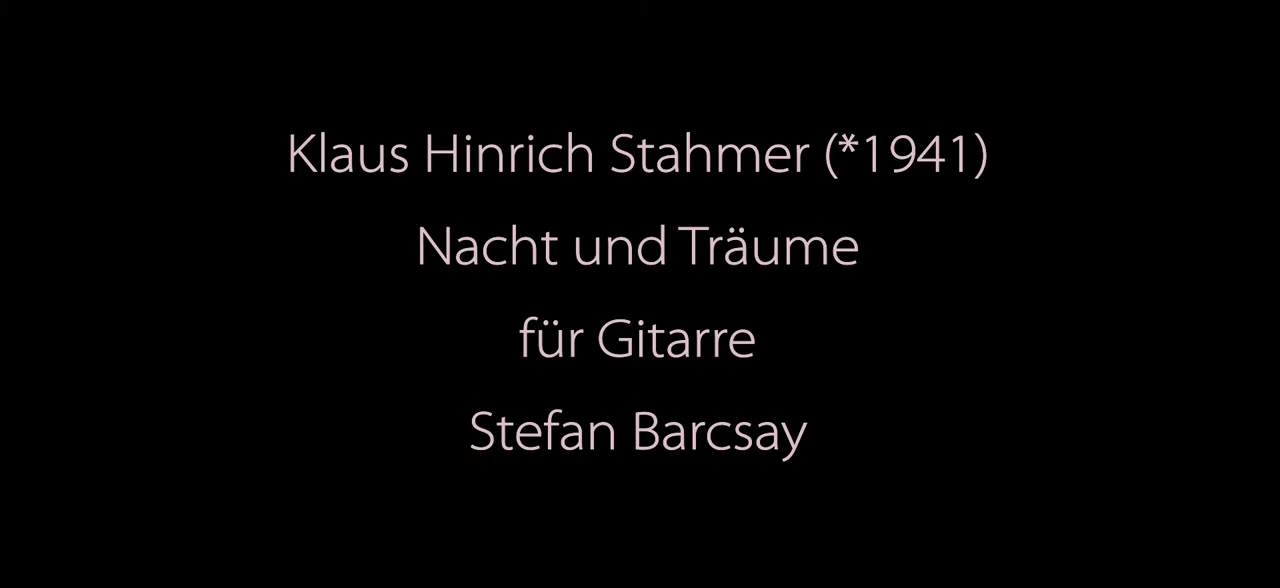 Klaus Hinrich Stahmer (*1941)
Nacht und Träume
für Gitarre
Stefan Barcsay